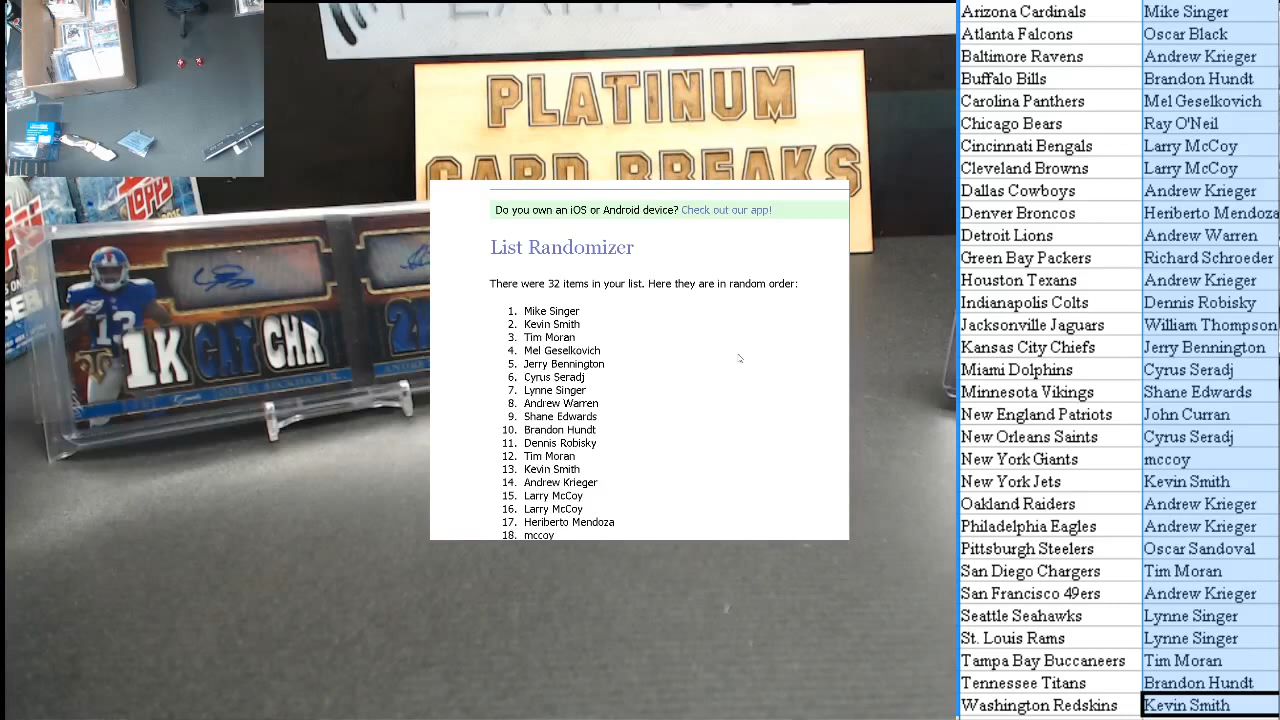 PLATINUM
CARD BREAKS
TOPPS
1K CAT CHR
Do you own an iOS or Android device? Check out our app!
List Randomizer
There were 32 items in your list. Here they are in random order:
1. Mike Singer
2. Kevin Smith
3. Tim Moran
4. Mel Geselkovich
5. Jerry Bennington
6. Cyrus Seradj
7. Lynne Singer
8. Andrew Warren
9. Shane Edwards
10. Brandon Hundt
11. Dennis Robisky
12. Tim Moran
13. Kevin Smith
14. Andrew Krieger
15. Larry McCoy
16. Larry McCoy
17. Heriberto Mendoza
18. mccoy
Arizona Cardinals Mike Singer
Atlanta Falcons Oscar Black
Baltimore Ravens Andrew Krieger
Buffalo Bills Brandon Hundt
Carolina Panthers Mel Geselkovich
Chicago Bears Ray O'Neil
Cincinnati Bengals Larry McCoy
Cleveland Browns Larry McCoy
Dallas Cowboys Andrew Krieger
Denver Broncos Heriberto Mendoza
Detroit Lions Andrew Warren
Green Bay Packers Richard Schroeder
Houston Texans Andrew Krieger
Indianapolis Colts Dennis Robisky
Jacksonville Jaguars William Thompson
Kansas City Chiefs Jerry Bennington
Miami Dolphins Cyrus Seradj
Minnesota Vikings Shane Edwards
New England Patriots John Curran
New Orleans Saints Cyrus Seradj
New York Giants mccoy
New York Jets Kevin Smith
Oakland Raiders Andrew Krieger
Philadelphia Eagles Andrew Krieger
Pittsburgh Steelers Oscar Sandoval
San Diego Chargers Tim Moran
San Francisco 49ers Andrew Krieger
Seattle Seahawks Lynne Singer
St. Louis Rams Lynne Singer
Tampa Bay Buccaneers Tim Moran
Tennessee Titans Brandon Hundt
Washington Redskins Kevin Smith